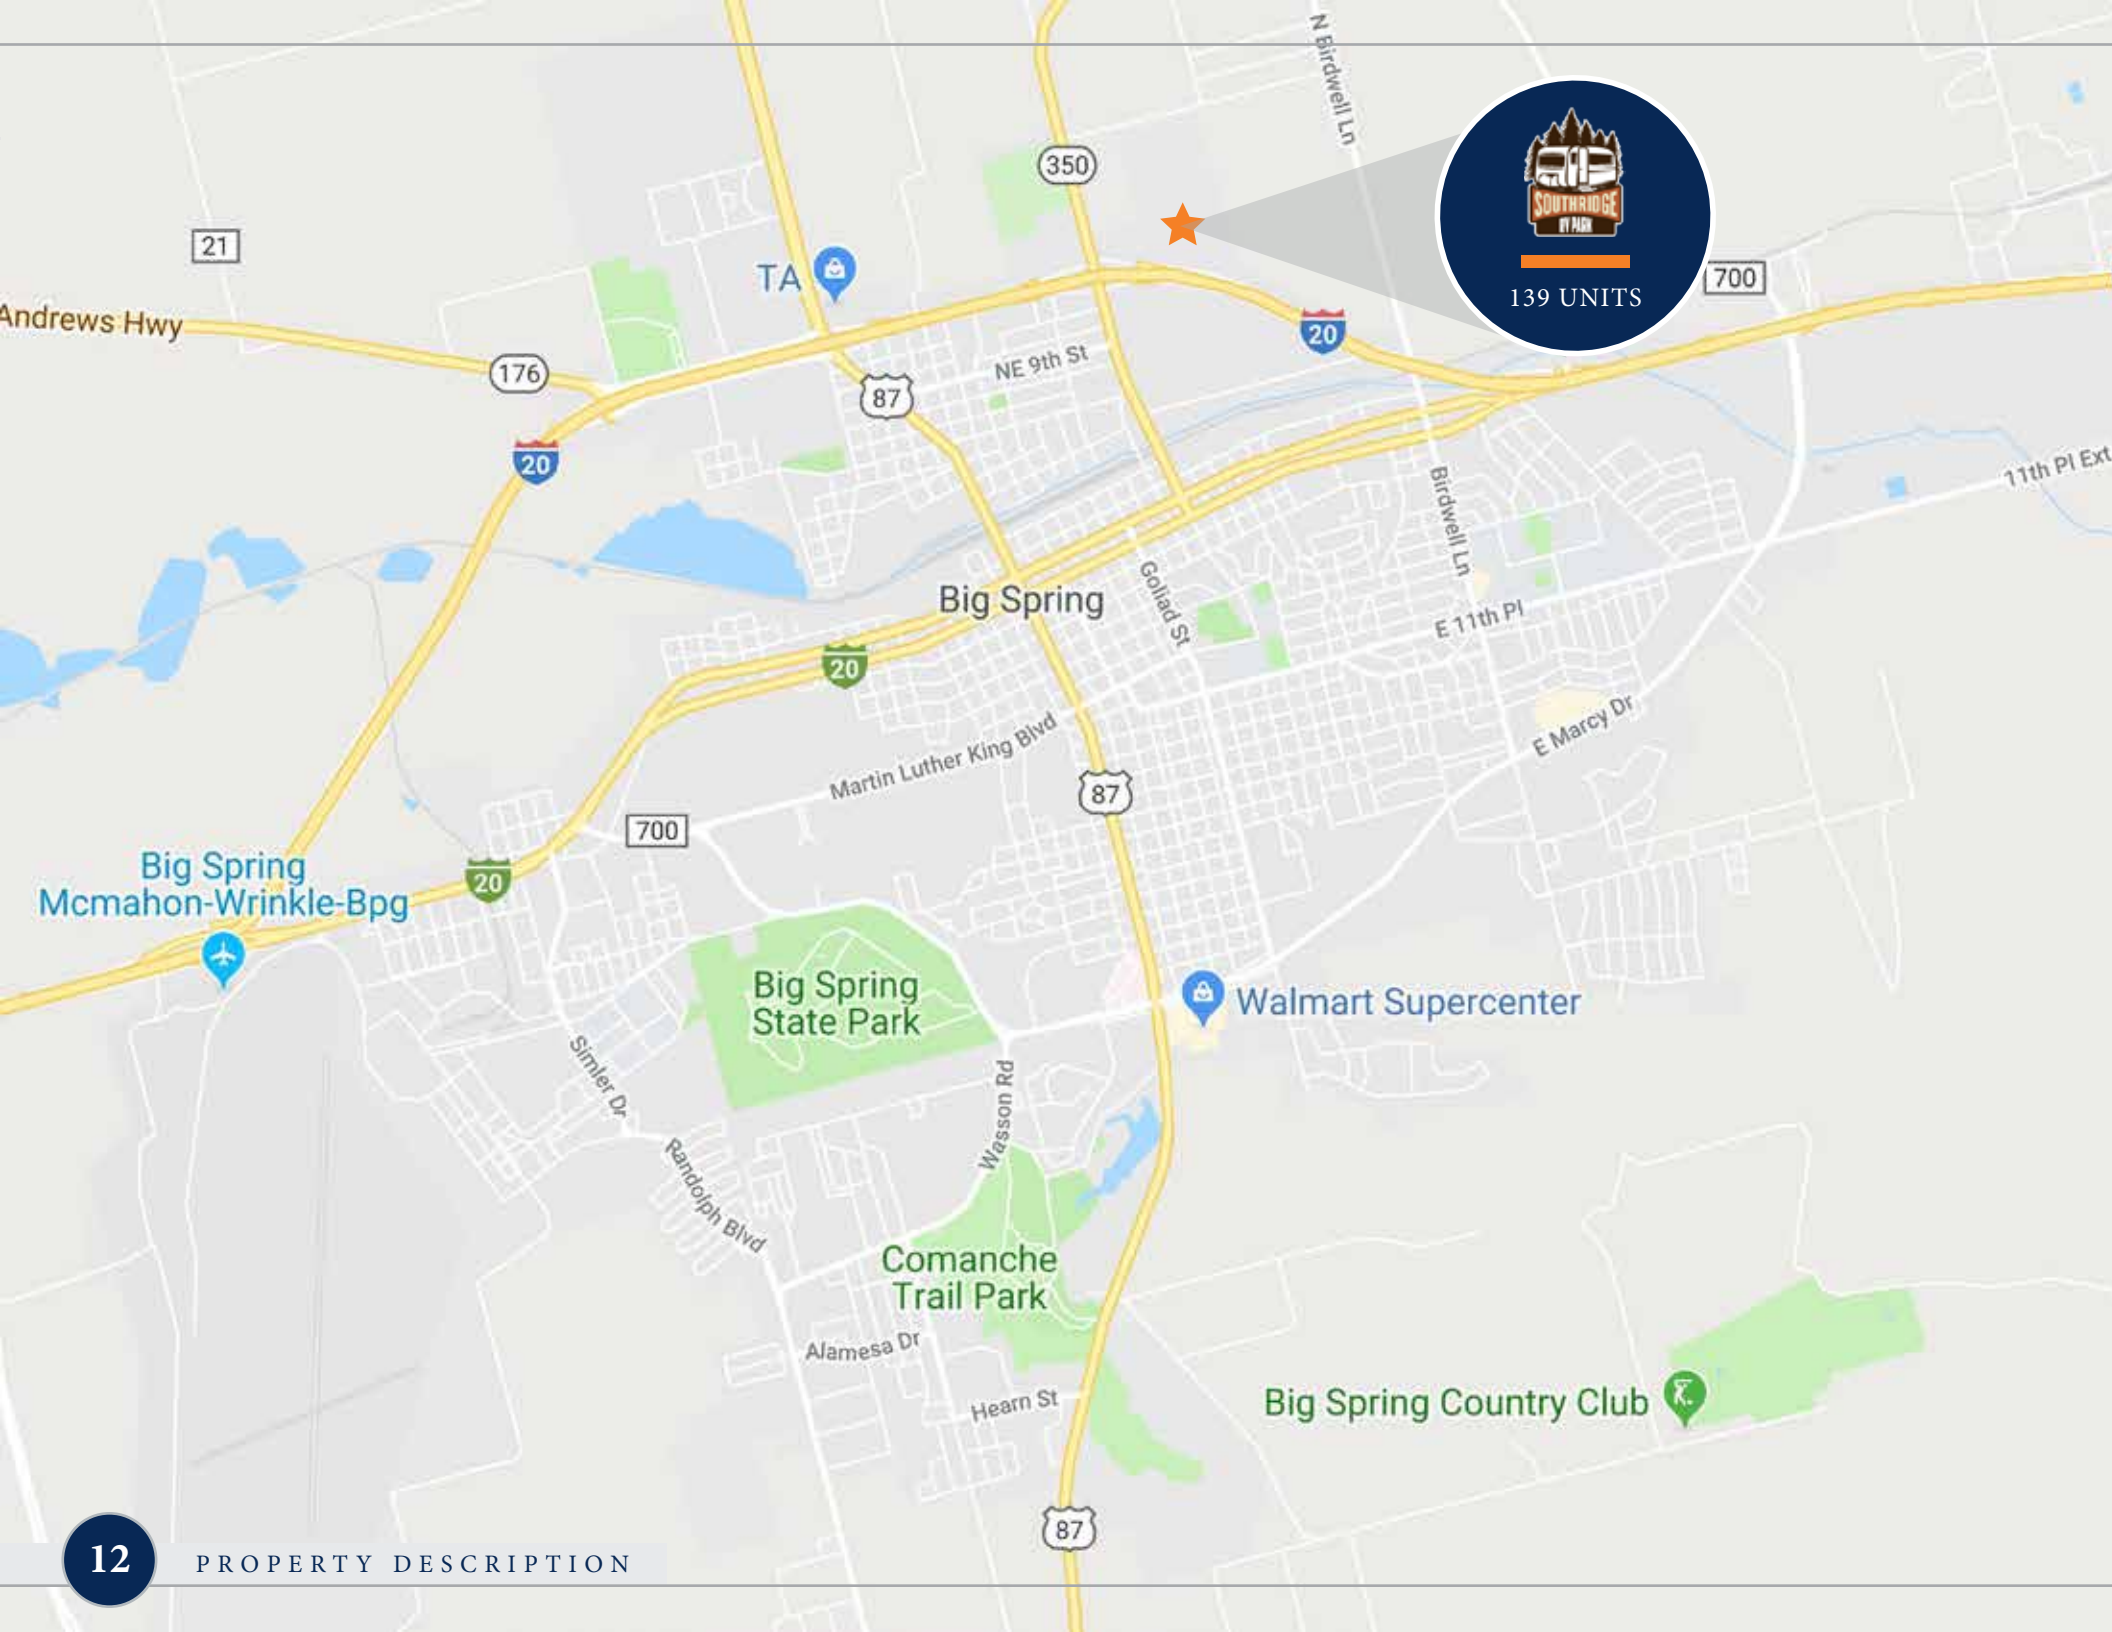 N Birdwell Ln
350
SOUTHRIDGE
RV PARK
139 UNITS
21
TA
700
Andrews Hwy
20
176
NE 9th St
87
20
11th Pl Ext
Birdwell Ln
Big Spring
Goliad St
E 11th Pl
20
E Marcy Dr
Martin Luther King Blvd
87
700
Big Spring
Mcmahon-Wrinkle-Bpg
20
Big Spring
State Park
Walmart Supercenter
Simler Dr
Wasson Rd
Randolph Blvd
Comanche
Trail Park
Alamesa Dr
Hearn St
Big Spring Country Club
87
12
PROPERTY DESCRIPTION